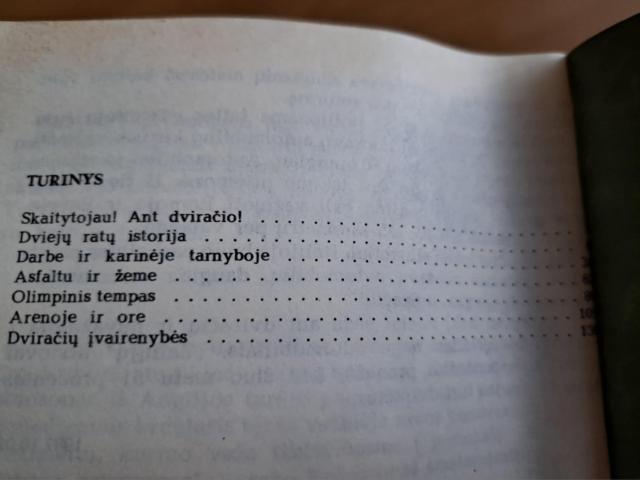 TURINYS
Skaitytojau! Ant dviračio! . . . . . . . . . . . . . . . . . . . .
Dviejų ratų istorija . . . . . . . . . . . . . . . . . . . . . . .
Darbe ir karinėje tarnyboje . . . . . . . . . . . . . . . . . . .
Asfaltu ir žeme . . . . . . . . . . . . . . . . . . . . . . . . .
Olimpinis tempas . . . . . . . . . . . . . . . . . . . . . . . .
Arenoje ir ore . . . . . . . . . . . . . . . . . . . . . . . . .
Dviračių įvairenybės . . . . . . . . . . . . . . . . . . . . . .